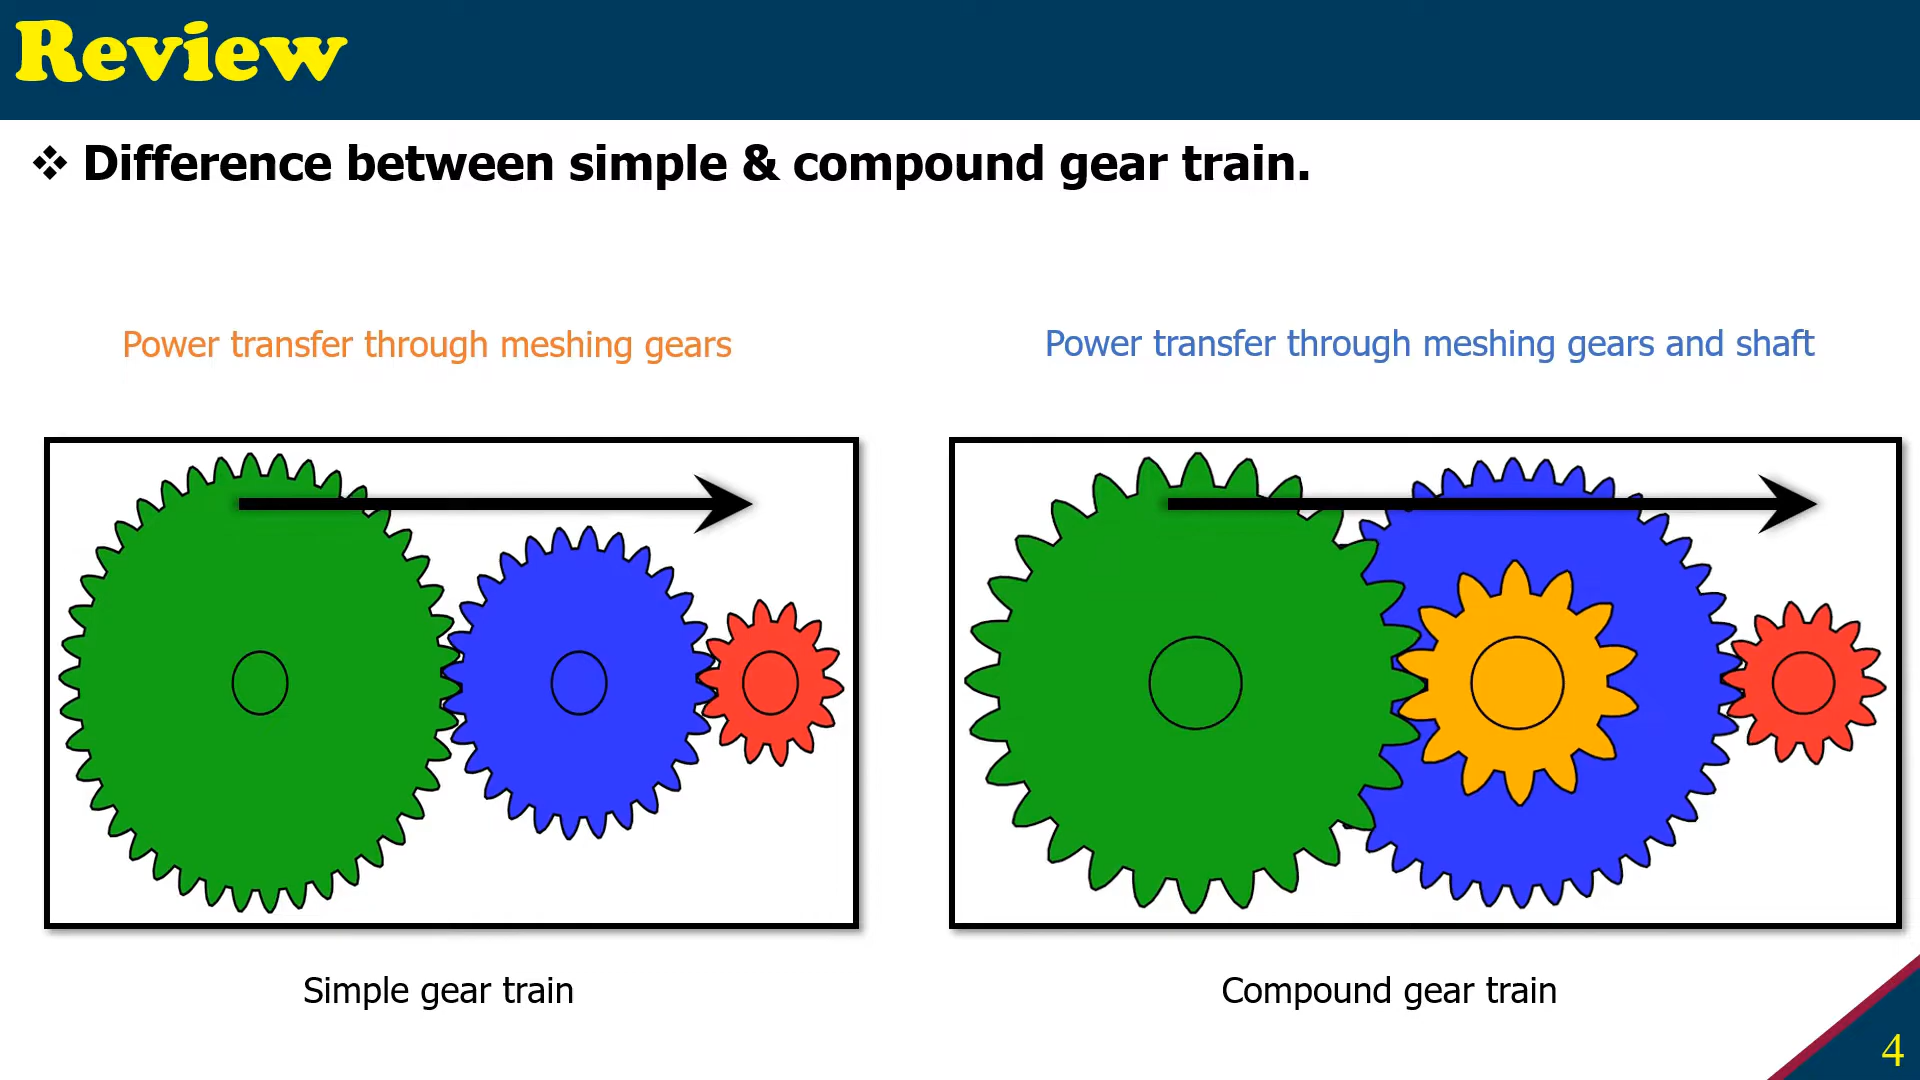 Review
❖ Difference between simple & compound gear train.
Power transfer through meshing gears
Power transfer through meshing gears and shaft
Simple gear train
Compound gear train
4